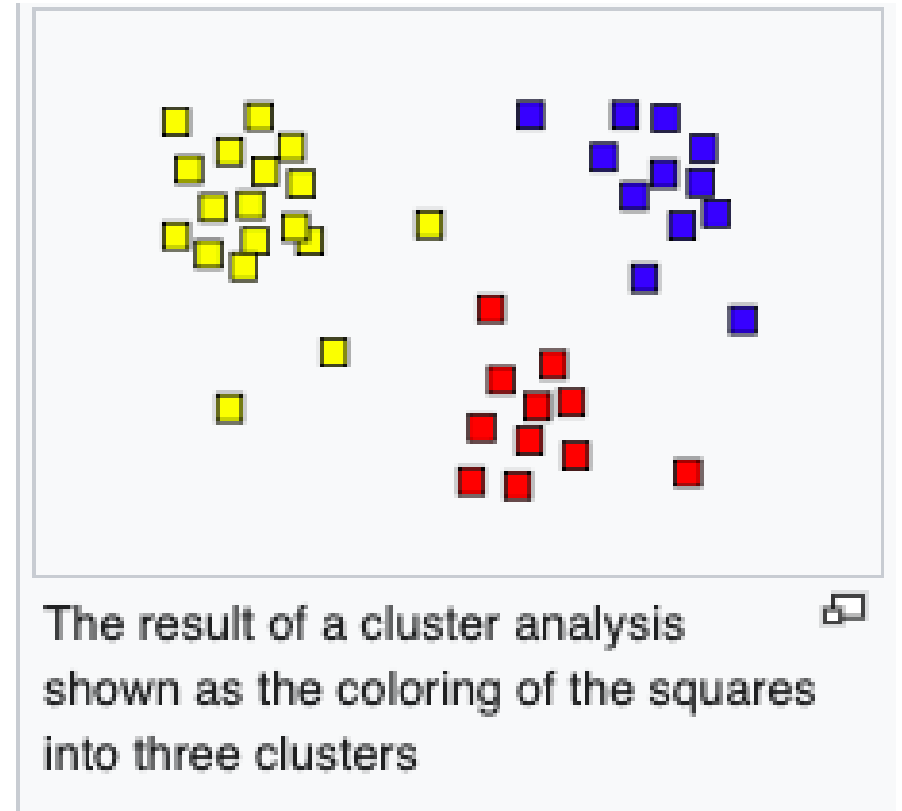 The result of a cluster analysis
shown as the coloring of the squares
into three clusters